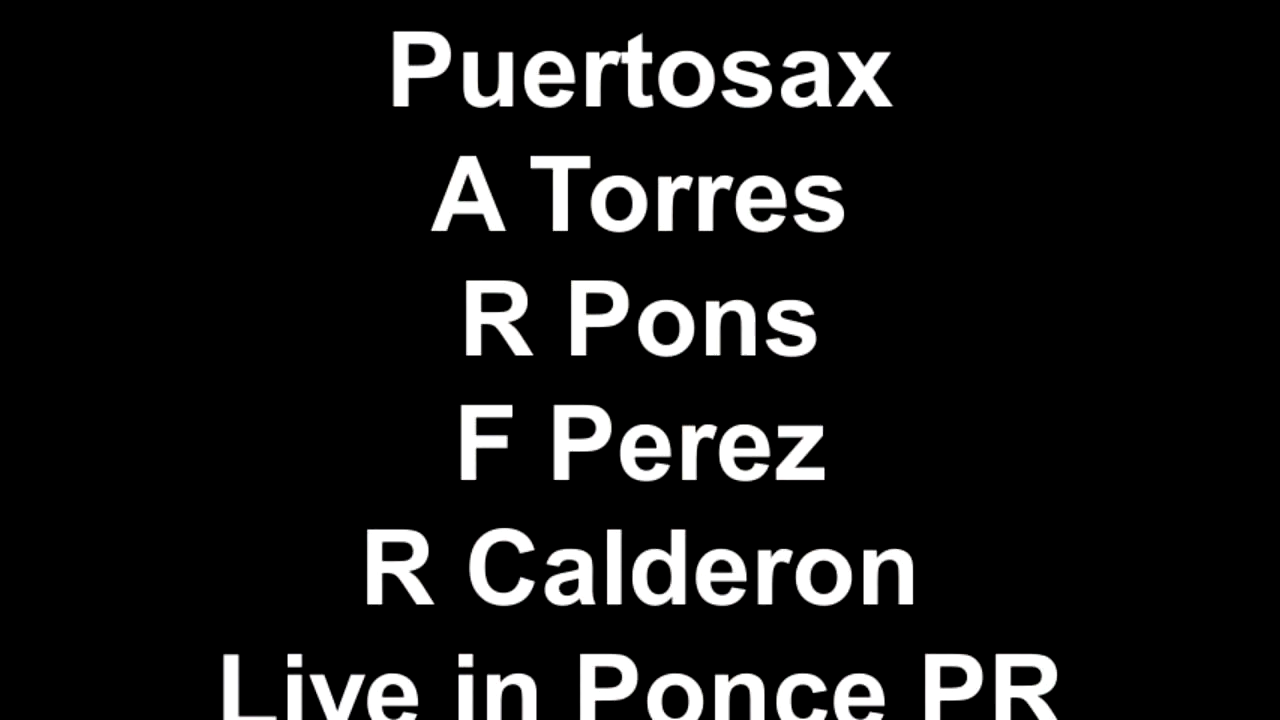 Puertosax
A Torres
R Pons
F Perez
R Calderon
Live in Ponce PR